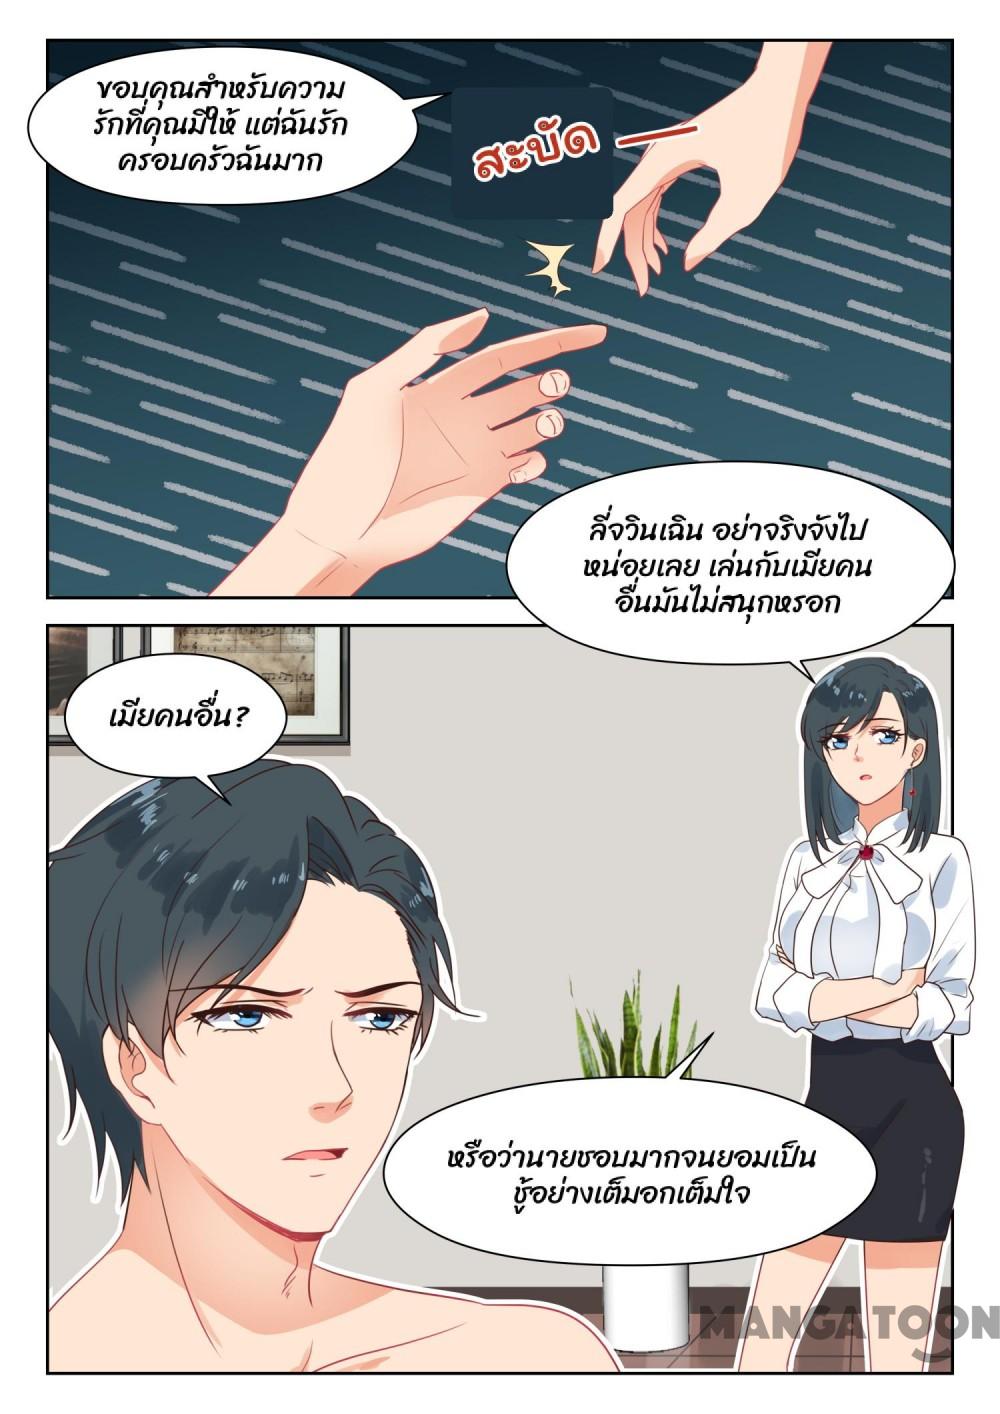 ขอบคุณสำหรับความ
รักที่คุณมีให้ แต่ฉันรัก
ครอบครัวฉันมาก
สะบัด
ลี่จวินเฉิน อย่าจริงจังไป
หน่อยเลย เล่นกับเมียคน
อื่นมันไม่สนุกหรอก
เมียคนอื่น?
หรือว่านายชอบมากจนยอมเป็น
ชู้อย่างเต็มอกเต็มใจ
MANGATOON